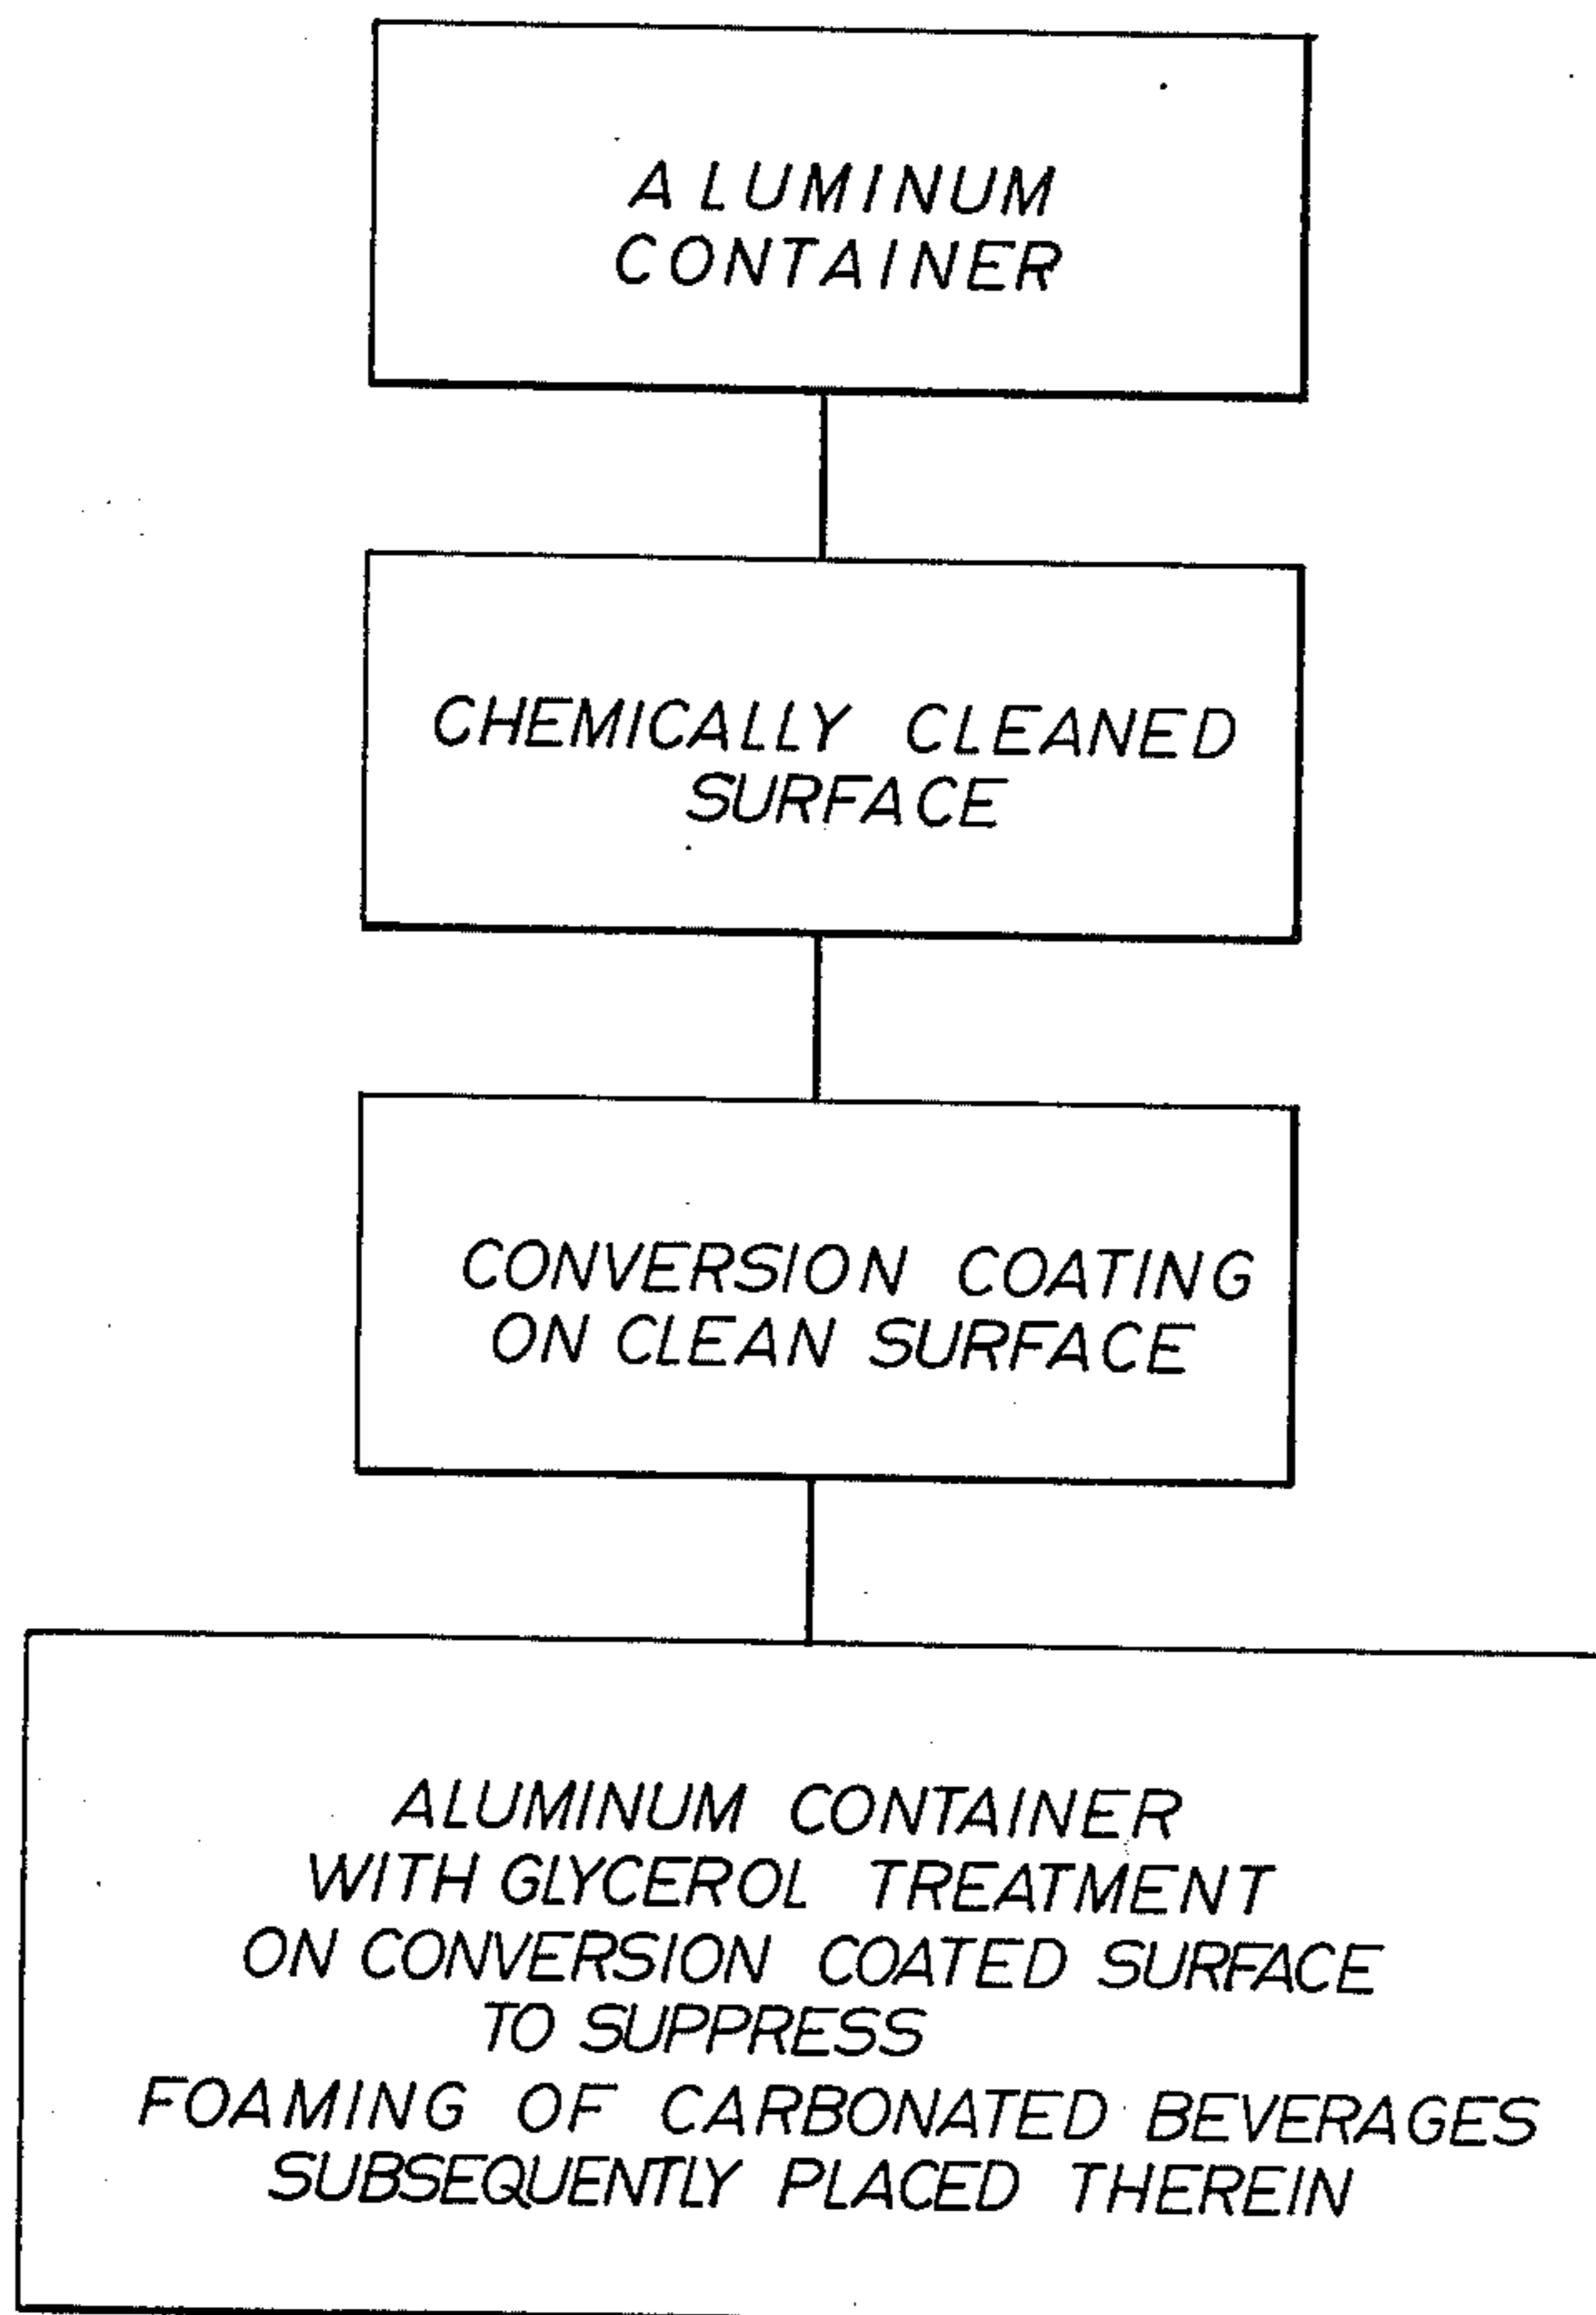 ALUMINUM
CONTAINER
CHEMICALLY CLEANED
SURFACE
CONVERSION COATING
ON CLEAN SURFACE
ALUMINUM CONTAINER
WITH GLYCEROL TREATMENT
ON CONVERSION COATED SURFACE
TO SUPPRESS
FOAMING OF CARBONATED BEVERAGES
SUBSEQUENTLY PLACED THEREIN